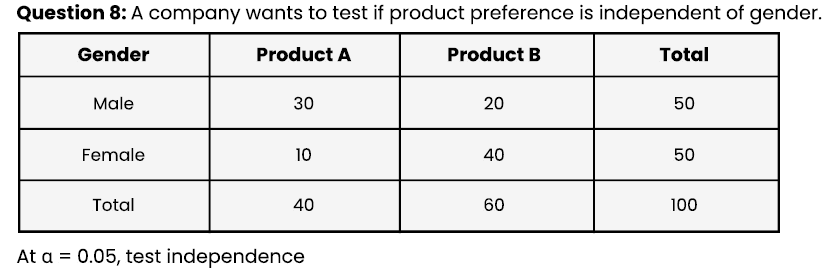 Question 8: A company wants to test if product preference is independent of gender.
Gender Product A Product B Total
Male 30 20 50
Female 10 40 50
Total 40 60 100
At α = 0.05, test independence